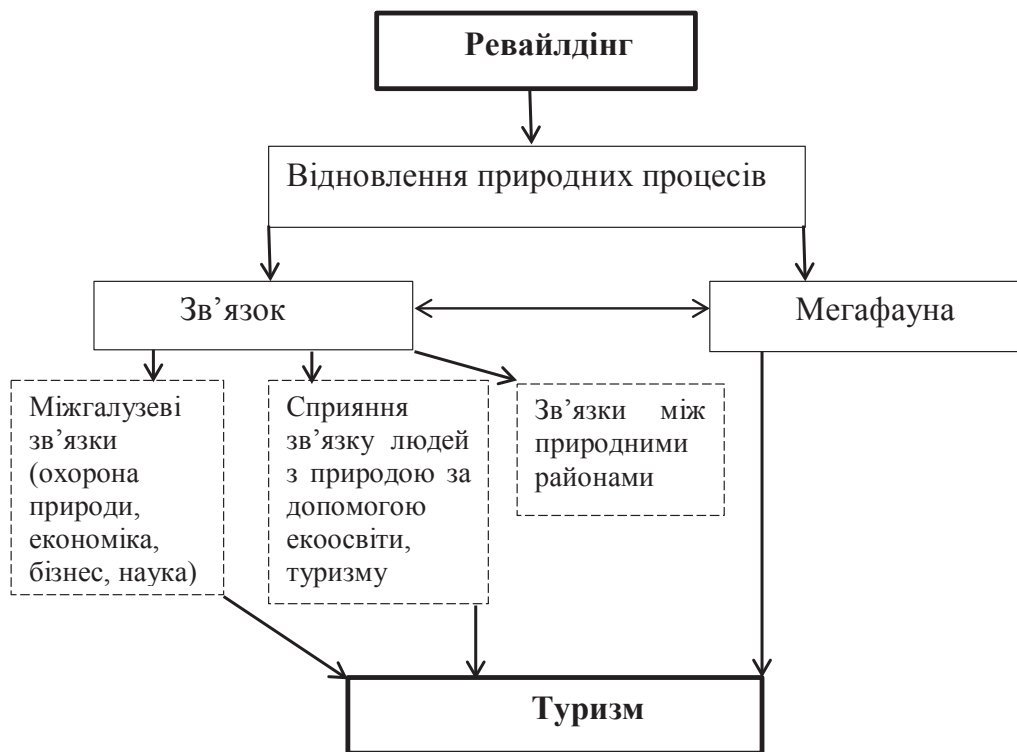 Ревайлдінг
Відновлення природних процесів
Зв’язок
Мегафауна
Міжгалузеві
зв’язки
(охорона
природи,
економіка,
бізнес, наука)
Сприяння
зв’язку людей
з природою за
допомогою
екоосвіти,
туризму
Зв’язки між
природними
районами
Туризм